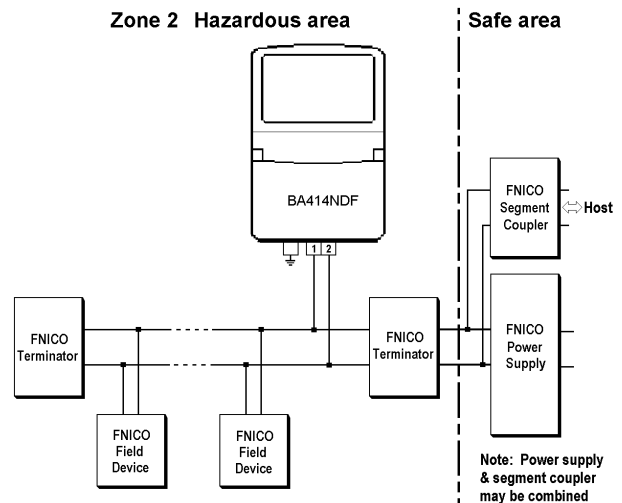 Zone 2 Hazardous area
Safe area
BA414NDF
1 2
FNICO
Segment
Coupler
Host
FNICO
Terminator
FNICO
Terminator
FNICO
Power
Supply
FNICO
Field
Device
FNICO
Field
Device
Note: Power supply
& segment coupler
may be combined